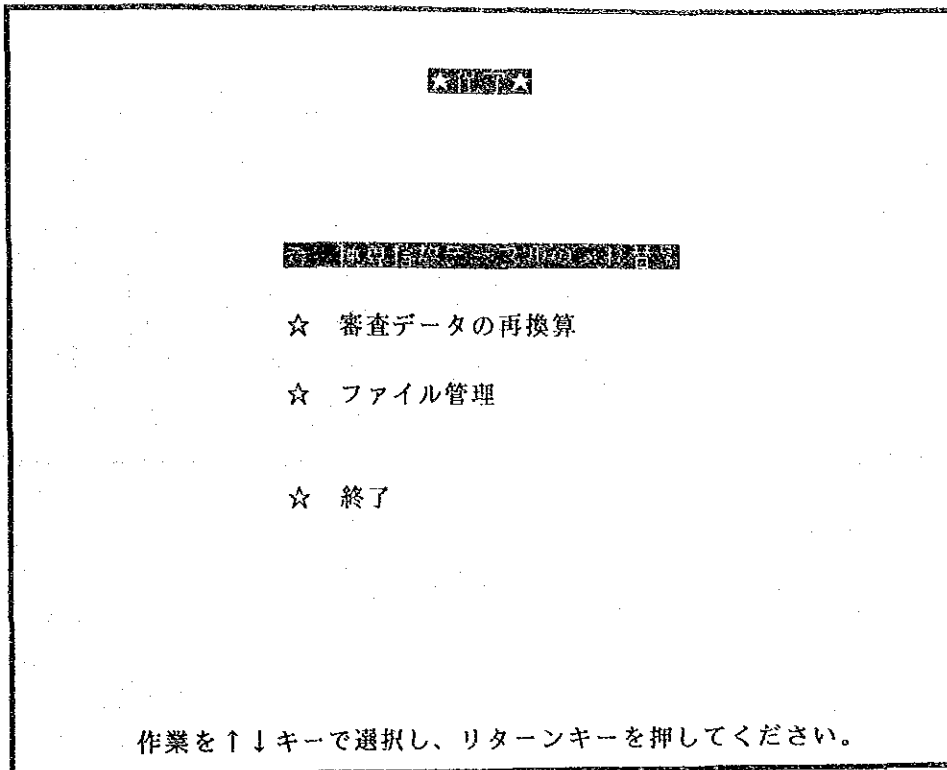 ☆ 審査データの再換算
☆ ファイル管理
☆ 終了
作業を↑↓キーで選択し、リターンキーを押してください。